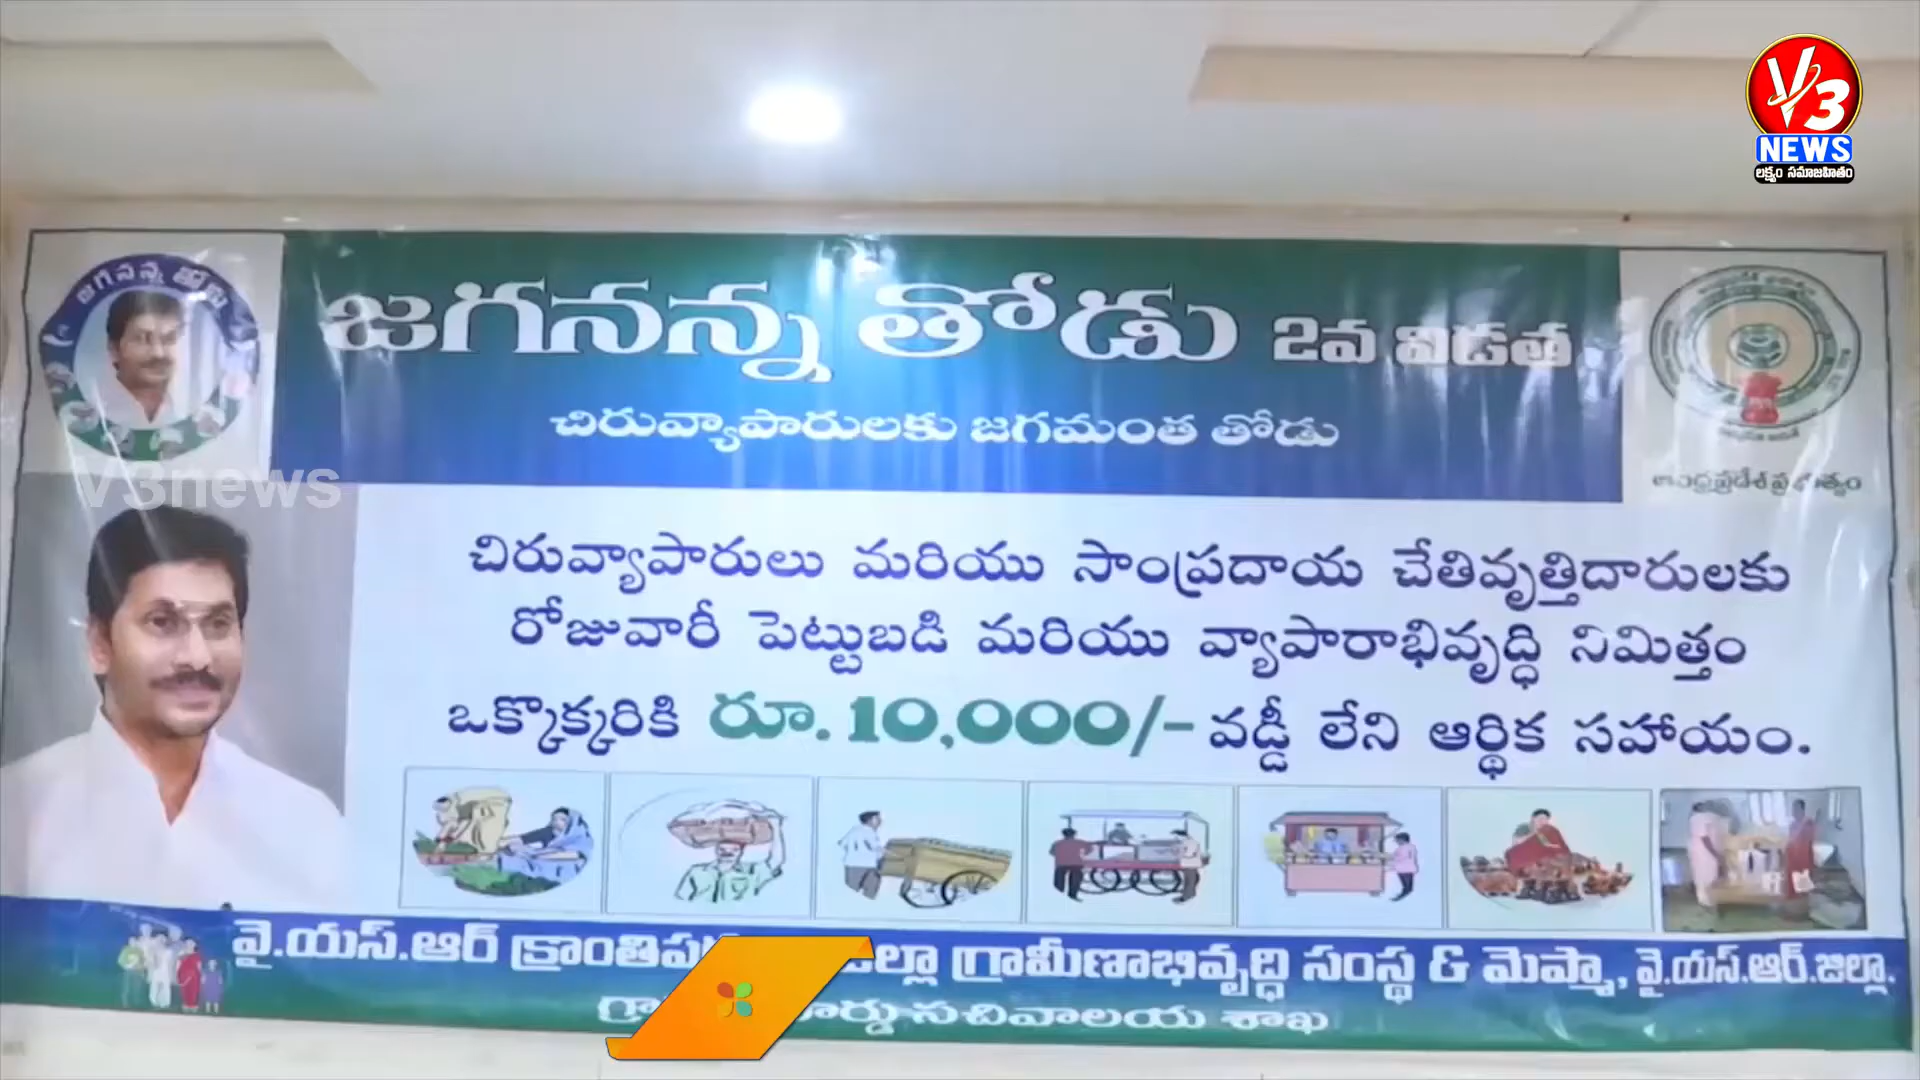 V3
NEWS
లక్ష్యం సమాజహితం
జగనన్న తోడు
జగనన్న తోడు 2వ విడత
చిరువ్యాపారులకు జగమంత తోడు
V3news
ఆంధ్రప్రదేశ్ ప్రభుత్వం
చిరువ్యాపారులు మరియు సాంప్రదాయ చేతివృత్తిదారులకు
రోజువారీ పెట్టుబడి మరియు వ్యాపారాభివృద్ధి నిమిత్తం
ఒక్కొక్కరికి రూ. 10,000/- వడ్డీ లేని ఆర్థిక సహాయం.
వై.యస్.ఆర్ గ్రామీణాభివృద్ధి సంస్థ & మెప్మా, వై.యస్.ఆర్.జిల్లా.
సచివాలయ శాఖ